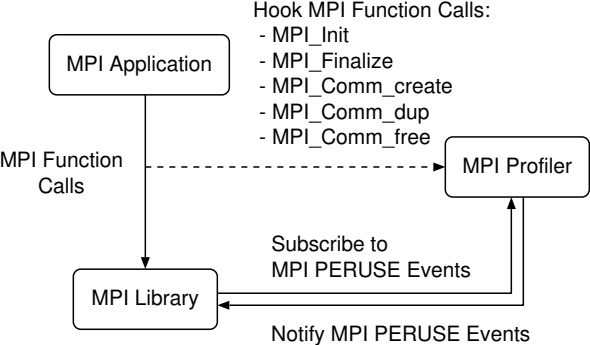 Hook MPI Function Calls:
- MPI_Init
- MPI_Finalize
- MPI_Comm_create
- MPI_Comm_dup
- MPI_Comm_free
MPI Application
MPI Function
Calls
MPI Profiler
Subscribe to
MPI PERUSE Events
MPI Library
Notify MPI PERUSE Events